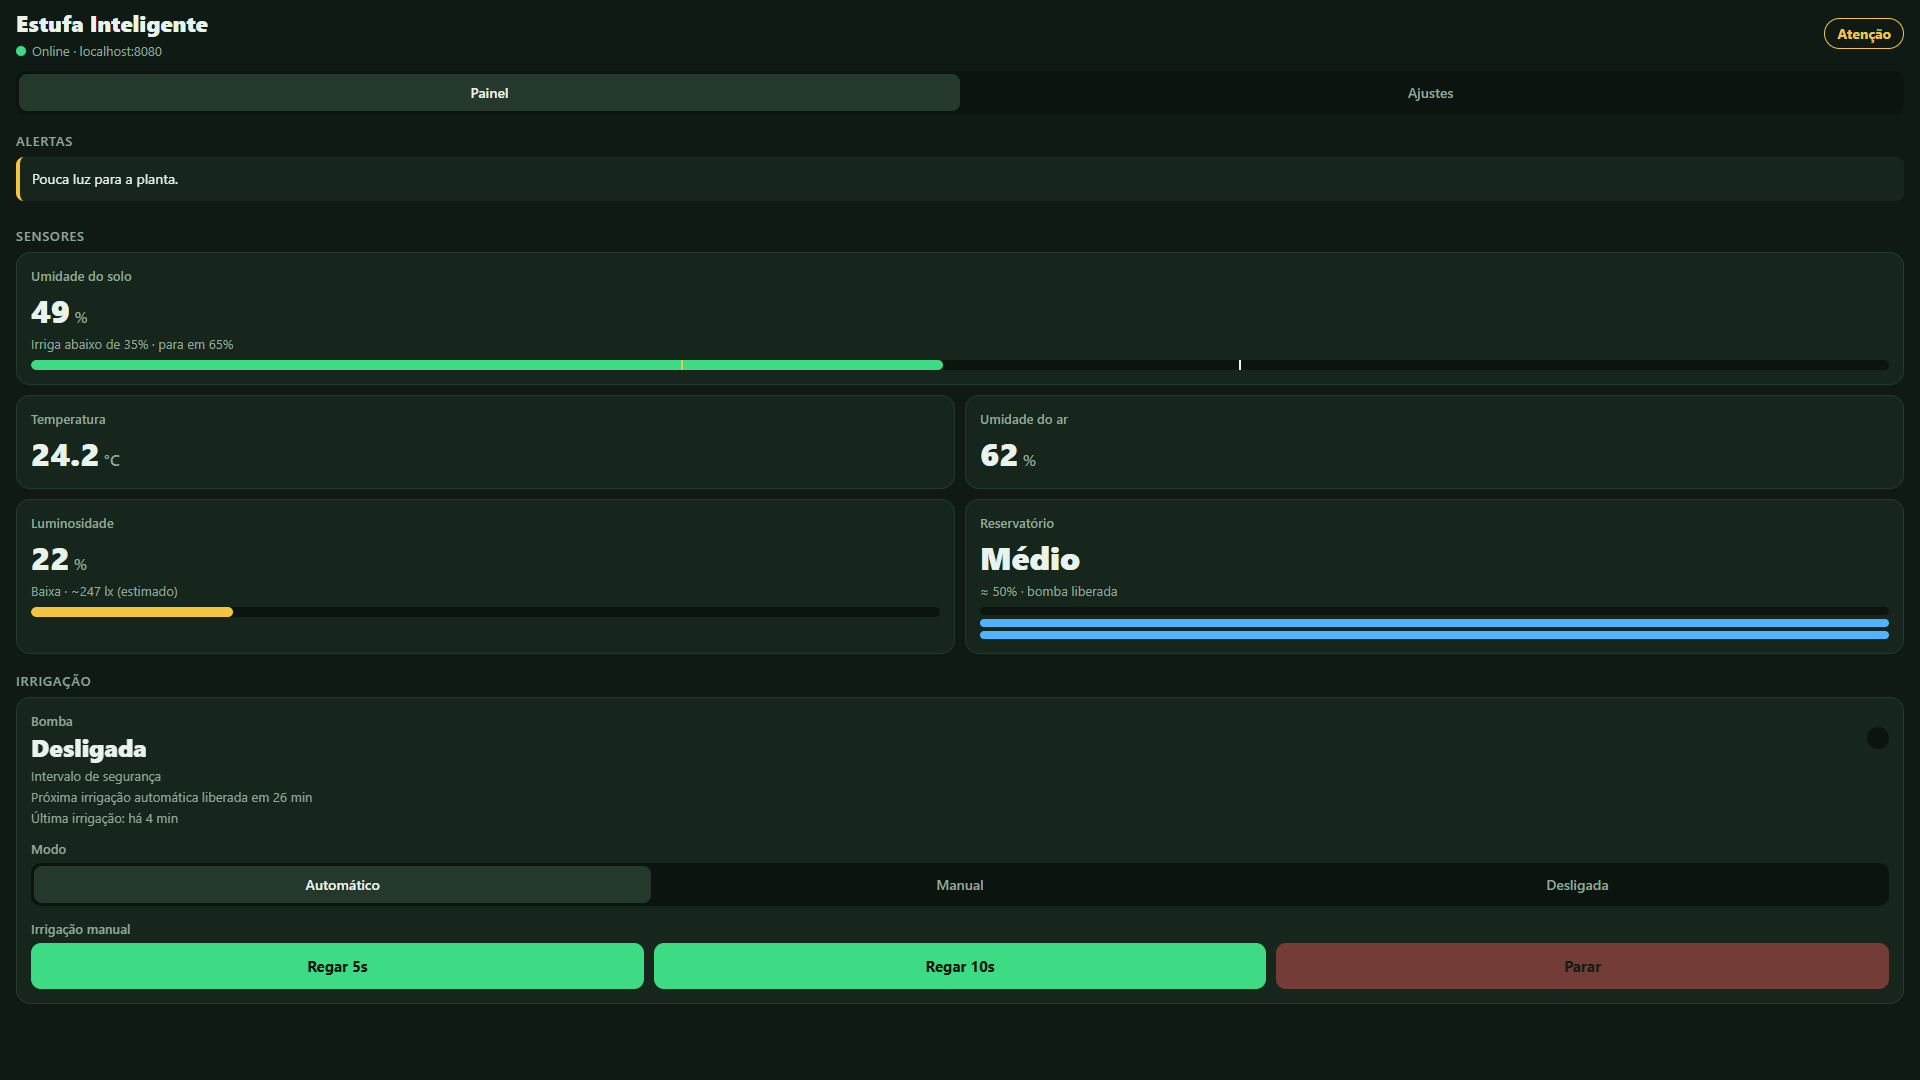 Estufa Inteligente
Online · localhost:8080
Atenção
Painel
Ajustes
ALERTAS
Pouca luz para a planta.
SENSORES
Umidade do solo
49 %
Irriga abaixo de 35% · para em 65%
Temperatura
24.2 °C
Umidade do ar
62 %
Luminosidade
22 %
Baixa · ~247 lx (estimado)
Reservatório
Médio
≈ 50% · bomba liberada
IRRIGAÇÃO
Bomba
Desligada
Intervalo de segurança
Próxima irrigação automática liberada em 26 min
Última irrigação: há 4 min
Modo
Automático
Manual
Desligada
Irrigação manual
Regar 5s
Regar 10s
Parar